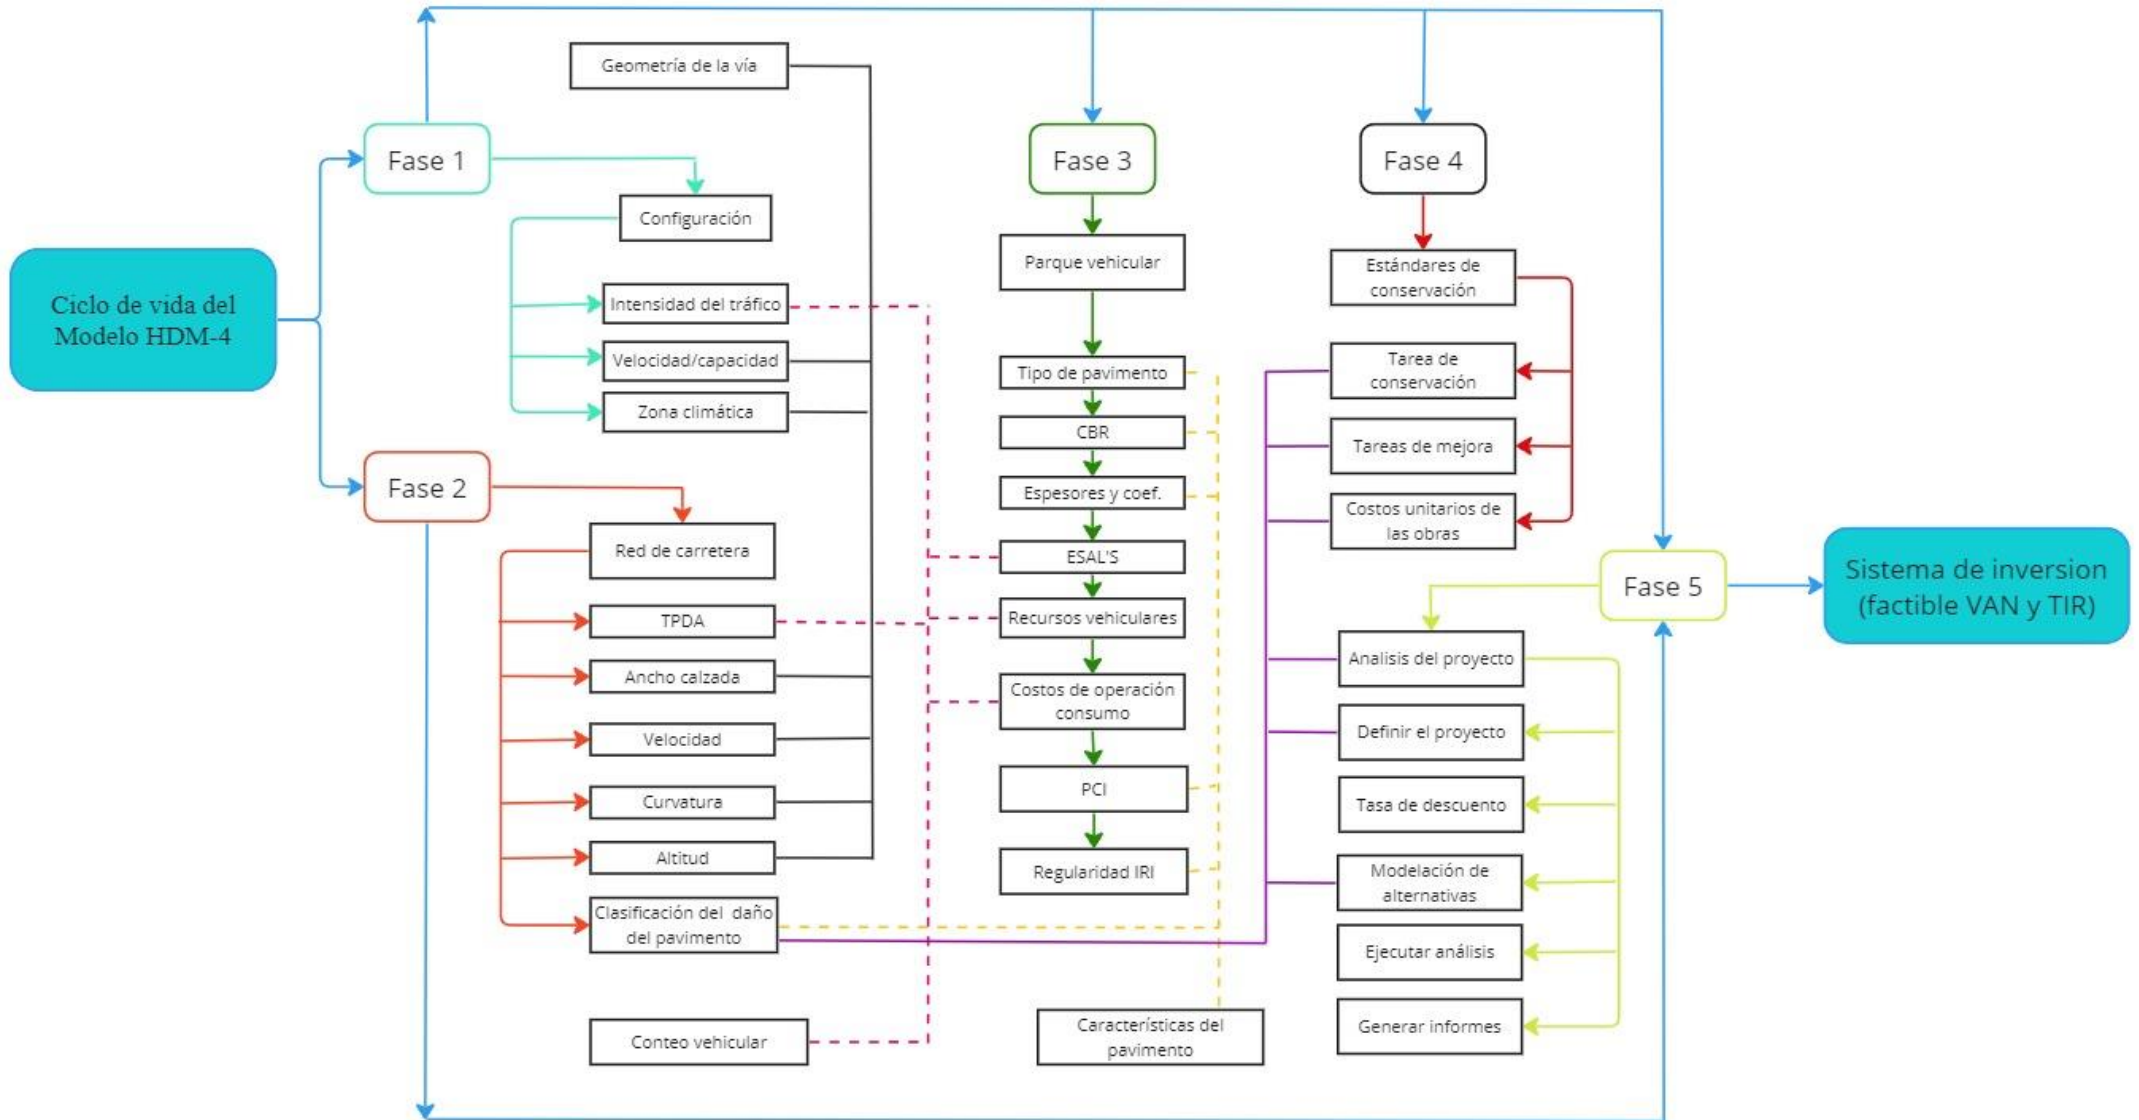 Ciclo de vida del
Modelo HDM-4
Fase 1
Geometría de la vía
Configuración
Intensidad del tráfico
Velocidad/capacidad
Zona climática
Fase 2
Red de carretera
TPDA
Ancho calzada
Velocidad
Curvatura
Altitud
Clasificación del daño
del pavimento
Conteo vehicular
Fase 3
Parque vehicular
Tipo de pavimento
CBR
Espesores y coef.
ESAL'S
Recursos vehiculares
Costos de operación
consumo
PCI
Regularidad IRI
Características del
pavimento
Fase 4
Estándares de
conservación
Tarea de
conservación
Tareas de mejora
Costos unitarios de
las obras
Fase 5
Analisis del proyecto
Definir el proyecto
Tasa de descuento
Modelación de
alternativas
Ejecutar análisis
Generar informes
Sistema de inversion
(factible VAN y TIR)